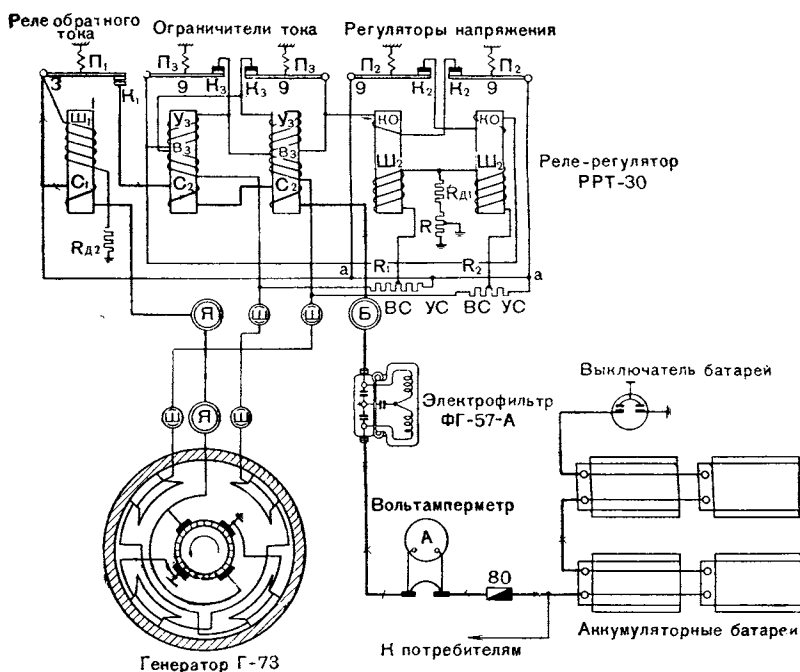 Реле обратного тока
Ограничители тока
Регуляторы напряжения
П₁
П₃
П₃
П₂
П₂
3
К₁
9
К₃
К₃
9
9
К₂
К₂
9
Ш₁
У₃
У₃
КО
КО
В₃
В₃
Ш₂
Ш₂
С₁
С₂
С₂
Rд1
R
Rд2
Реле-регулятор
РРТ-30
а
R₁
R₂
а
ВС
УС
ВС
УС
Я
Ш
Ш
Б
Ш
Я
Ш
Электрофильтр
ФГ-57-А
Выключатель батарей
Вольтамперметр
А
80
К потребителям
Аккумуляторные батареи
Генератор Г-73